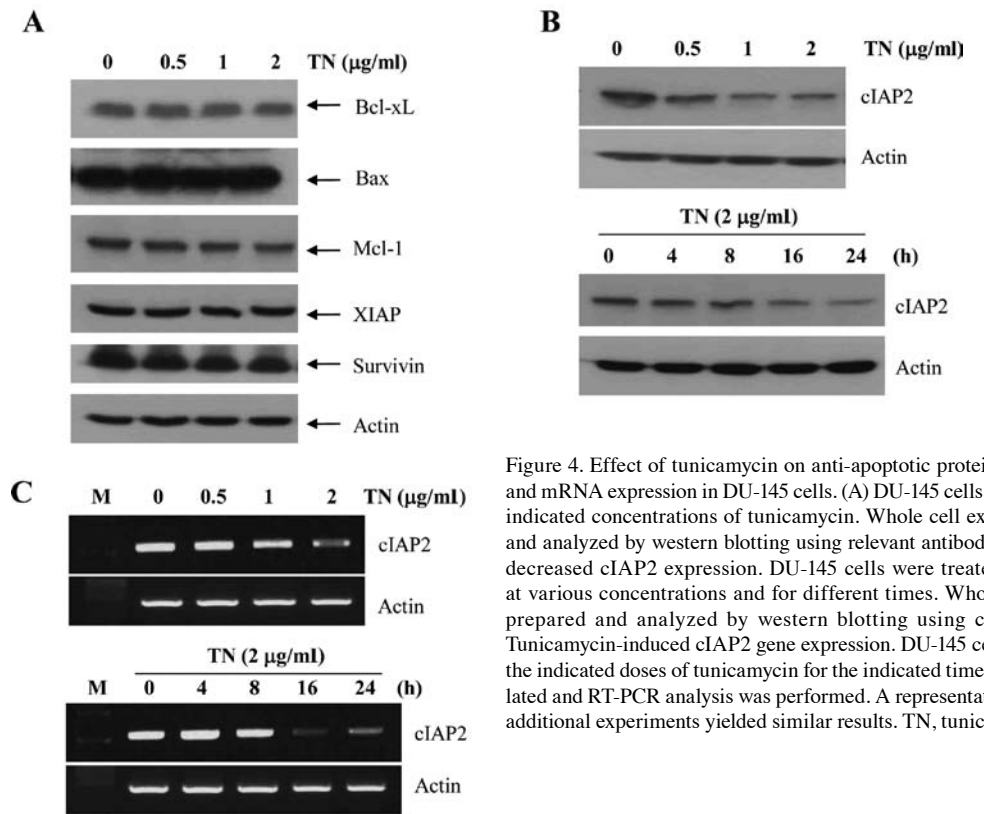 A
0 0.5 1 2 TN (µg/ml)
Bcl-xL
Bax
Mcl-1
XIAP
Survivin
Actin
B
0 0.5 1 2 TN (µg/ml)
cIAP2
Actin
TN (2 µg/ml)
0 4 8 16 24 (h)
cIAP2
Actin
C
M 0 0.5 1 2 TN (µg/ml)
cIAP2
Actin
TN (2 µg/ml)
M 0 4 8 16 24 (h)
cIAP2
Actin
Figure 4. Effect of tunicamycin on anti-apoptotic protein
and mRNA expression in DU-145 cells. (A) DU-145 cells
indicated concentrations of tunicamycin. Whole cell ex
and analyzed by western blotting using relevant antibod
decreased cIAP2 expression. DU-145 cells were treate
at various concentrations and for different times. Who
prepared and analyzed by western blotting using c
Tunicamycin-induced cIAP2 gene expression. DU-145 ce
the indicated doses of tunicamycin for the indicated time
lated and RT-PCR analysis was performed. A representa
additional experiments yielded similar results. TN, tunic